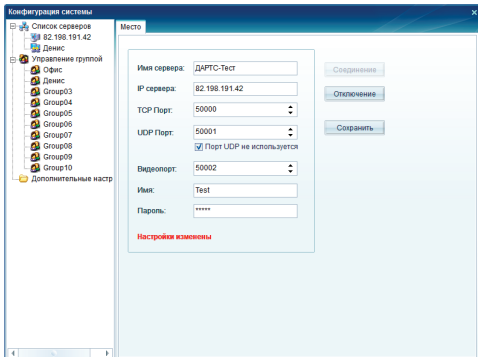 Конфигурация системы
Список серверов
82.198.191.42
Денис
Управление группой
Офис
Денис
Group03
Group04
Group05
Group06
Group07
Group08
Group09
Group10
Дополнительные настр
Место
Имя сервера: ДАРТС-Тест
IP сервера: 82.198.191.42
TCP Порт: 50000
UDP Порт: 50001
Порт UDP не используется
Видеопорт: 50002
Имя: Test
Пароль: *****
Настройки изменены
Соединение
Отключение
Сохранить